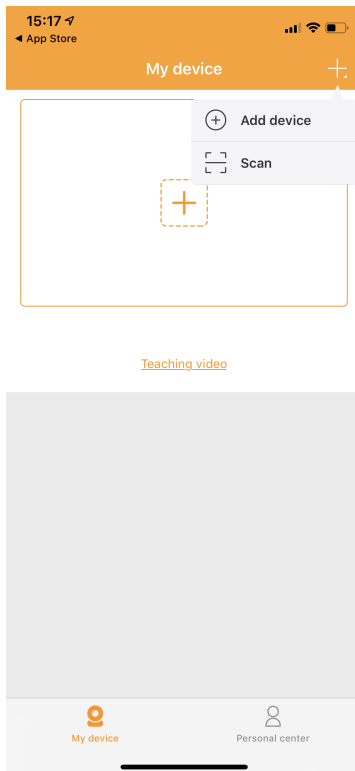 15:17
◀ App Store
My device
Add device
Scan
Teaching video
My device
Personal center